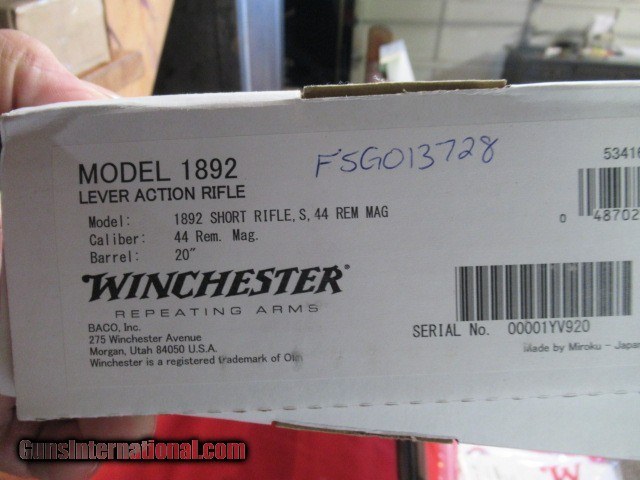 MODEL 1892
LEVER ACTION RIFLE
FSG013728
53416
Model: 1892 SHORT RIFLE,S,44 REM MAG
Caliber: 44 Rem. Mag.
Barrel: 20"
0 48702
WINCHESTER
REPEATING ARMS
BACO, Inc.
275 Winchester Avenue
Morgan, Utah 84050 U.S.A.
Winchester is a registered trademark of
SERIAL No. 00001YV920
Made by Miroku - Japan
GunsInternational.com